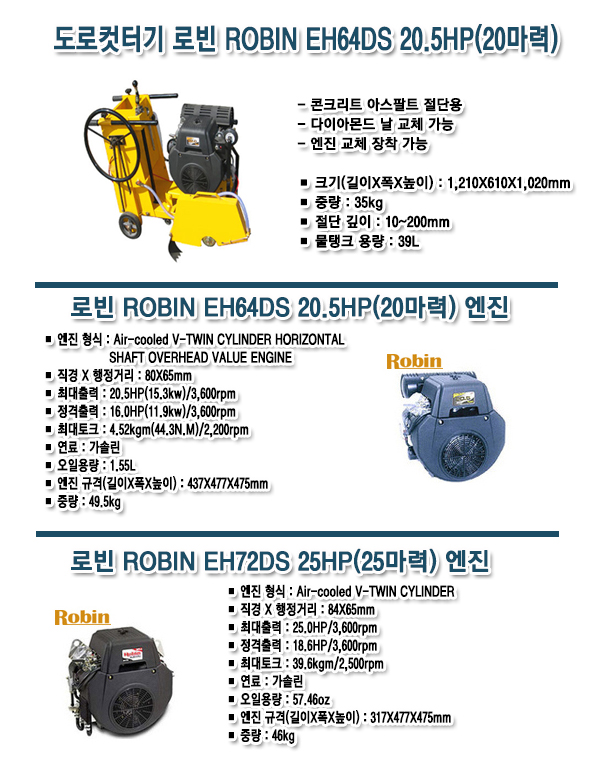 도로컷터기 로빈 ROBIN EH64DS 20.5HP(20마력)
- 콘크리트 아스팔트 절단용
- 다이아몬드 날 교체 가능
- 엔진 교체 장착 가능
■ 크기(길이X폭X높이) : 1,210X610X1,020mm
■ 중량 : 35kg
■ 절단 깊이 : 10~200mm
■ 물탱크 용량 : 39L
로빈 ROBIN EH64DS 20.5HP(20마력) 엔진
■ 엔진 형식 : Air-cooled V-TWIN CYLINDER HORIZONTAL
SHAFT OVERHEAD VALUE ENGINE
■ 직경 X 행정거리 : 80X65mm
■ 최대출력 : 20.5HP(15.3kw)/3,600rpm
■ 정격출력 : 16.0HP(11.9kw)/3,600rpm
■ 최대토크 : 4.52kgm(44.3N.M)/2,200rpm
■ 연료 : 가솔린
■ 오일용량 : 1.55L
■ 엔진 규격(길이X폭X높이) : 437X477X475mm
■ 중량 : 49.5kg
Robin
로빈 ROBIN EH72DS 25HP(25마력) 엔진
Robin
■ 엔진 형식 : Air-cooled V-TWIN CYLINDER
■ 직경 X 행정거리 : 84X65mm
■ 최대출력 : 25.0HP/3,600rpm
■ 정격출력 : 18.6HP/3,600rpm
■ 최대토크 : 39.6kgm/2,500rpm
■ 연료 : 가솔린
■ 오일용량 : 57.46oz
■ 엔진 규격(길이X폭X높이) : 317X477X475mm
■ 중량 : 46kg